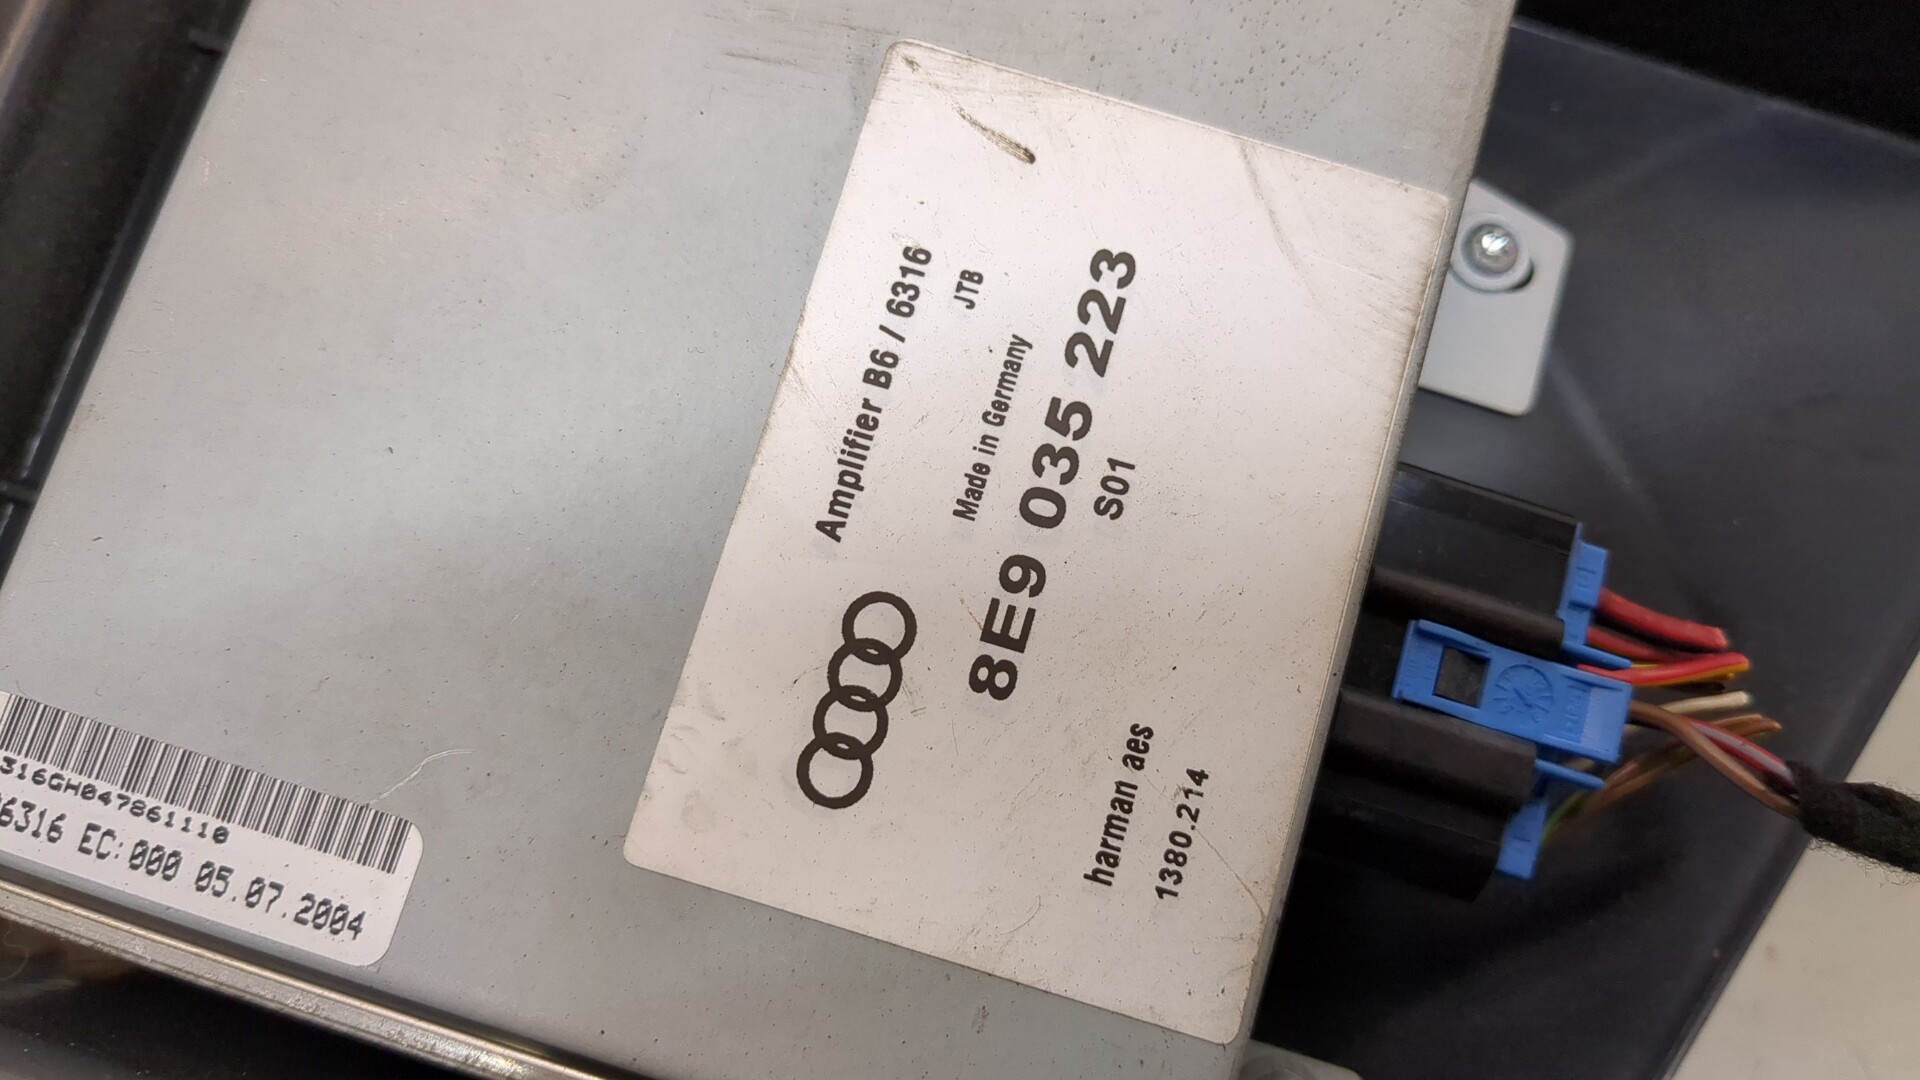 Amplifier B6 / 6316
JTB
Made in Germany
8E9 035 223
S01
harman aes
1380.214
316GH047861110
6316 EC:000 05.07.2004